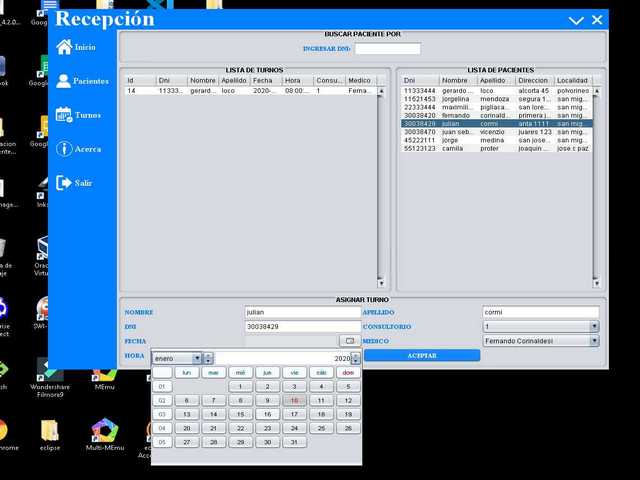 Recepción
BUSCAR PACIENTE POR
INGRESAR DNI:
Inicio
Pacientes
Turnos
Acerca
Salir
LISTA DE TURNOS
Id Dni Nombre Apellido Fecha Hora Consu... Medico
14 11333... gerard... loco 2020-... 08:00:... 1 Ferna...
LISTA DE PACIENTES
Dni Nombre Apellido Direccion Localidad
11333444 gerardo ... loco alcorta 45 polvorines
11521453 jorgelina mendoza segura 1... san mig...
22333444 maximili... pigliaca... san lore... san mig...
30038420 fernando corinald... primera j... san mig...
30038429 julian cormi anta 1111 san mig...
30038470 juan seb... vicenzio juares 123 san mig...
45222111 jorge medina san jose... san mig...
55123123 camila profer joaquin ... jose c paz
ASIGNAR TURNO
NOMBRE julian APELLIDO cormi
DNI 30038429 CONSULTORIO 1
FECHA ... MEDICO Fernando Corinaldesi
HORA ACEPTAR
enero 2020
lun mar mié jue vie sáb dom
01 1 2 3 4 5
02 6 7 8 9 10 11 12
03 13 14 15 16 17 18 19
04 20 21 22 23 24 25 26
05 27 28 29 30 31
Wondershare
Filmora9
MEmu
eclipse
Multi-MEmu